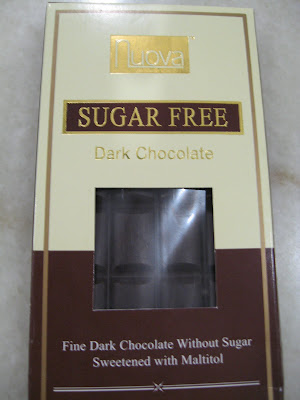 nuova
SUGAR FREE
Dark Chocolate
Fine Dark Chocolate Without Sugar
Sweetened with Maltitol